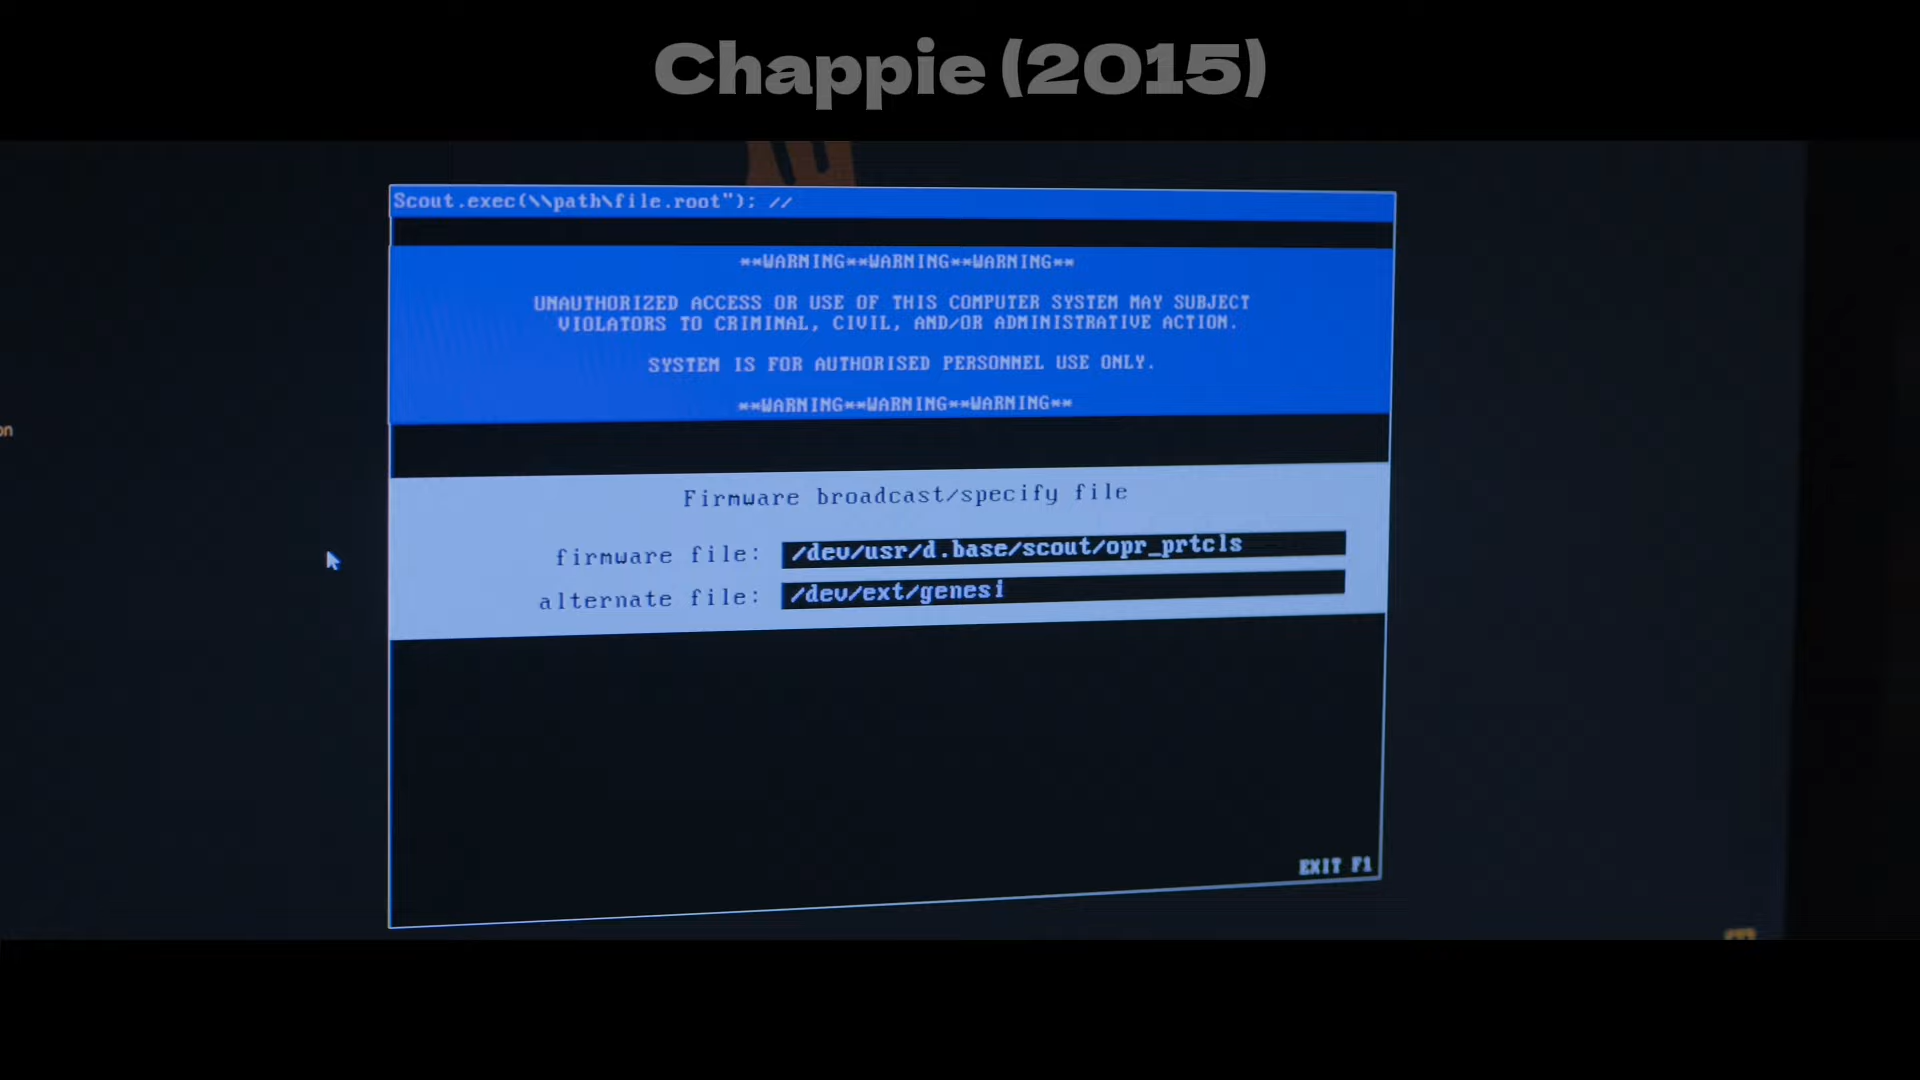 Chappie (2015)
Scout.exec(\\path\file.root"); //
**WARNING**WARNING**WARNING**
UNAUTHORIZED ACCESS OR USE OF THIS COMPUTER SYSTEM MAY SUBJECT
VIOLATORS TO CRIMINAL, CIVIL, AND/OR ADMINISTRATIVE ACTION.
SYSTEM IS FOR AUTHORISED PERSONNEL USE ONLY.
**WARNING**WARNING**WARNING**
on
Firmware broadcast/specify file
firmware file: /dev/usr/d.base/scout/opr_prtcls
alternate file: /dev/ext/genesi
EXIT F1